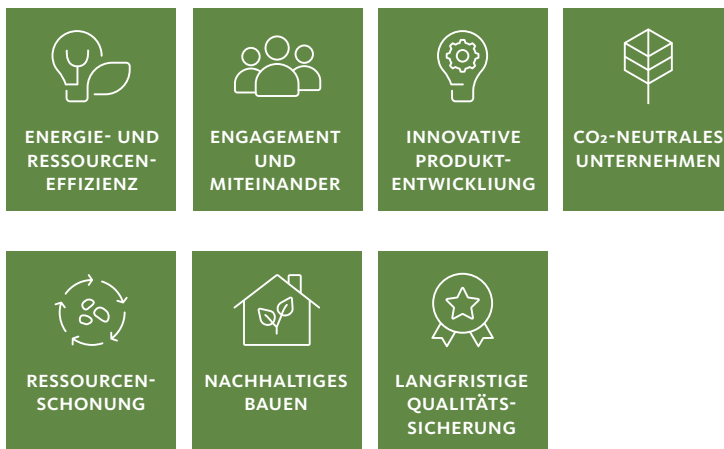 ENERGIE- UND
RESSOURCEN-
EFFIZIENZ
ENGAGEMENT
UND
MITEINANDER
INNOVATIVE
PRODUKT-
ENTWICKLIUNG
CO2-NEUTRALES
UNTERNEHMEN
RESSOURCEN-
SCHONUNG
NACHHALTIGES
BAUEN
LANGFRISTIGE
QUALITÄTS-
SICHERUNG